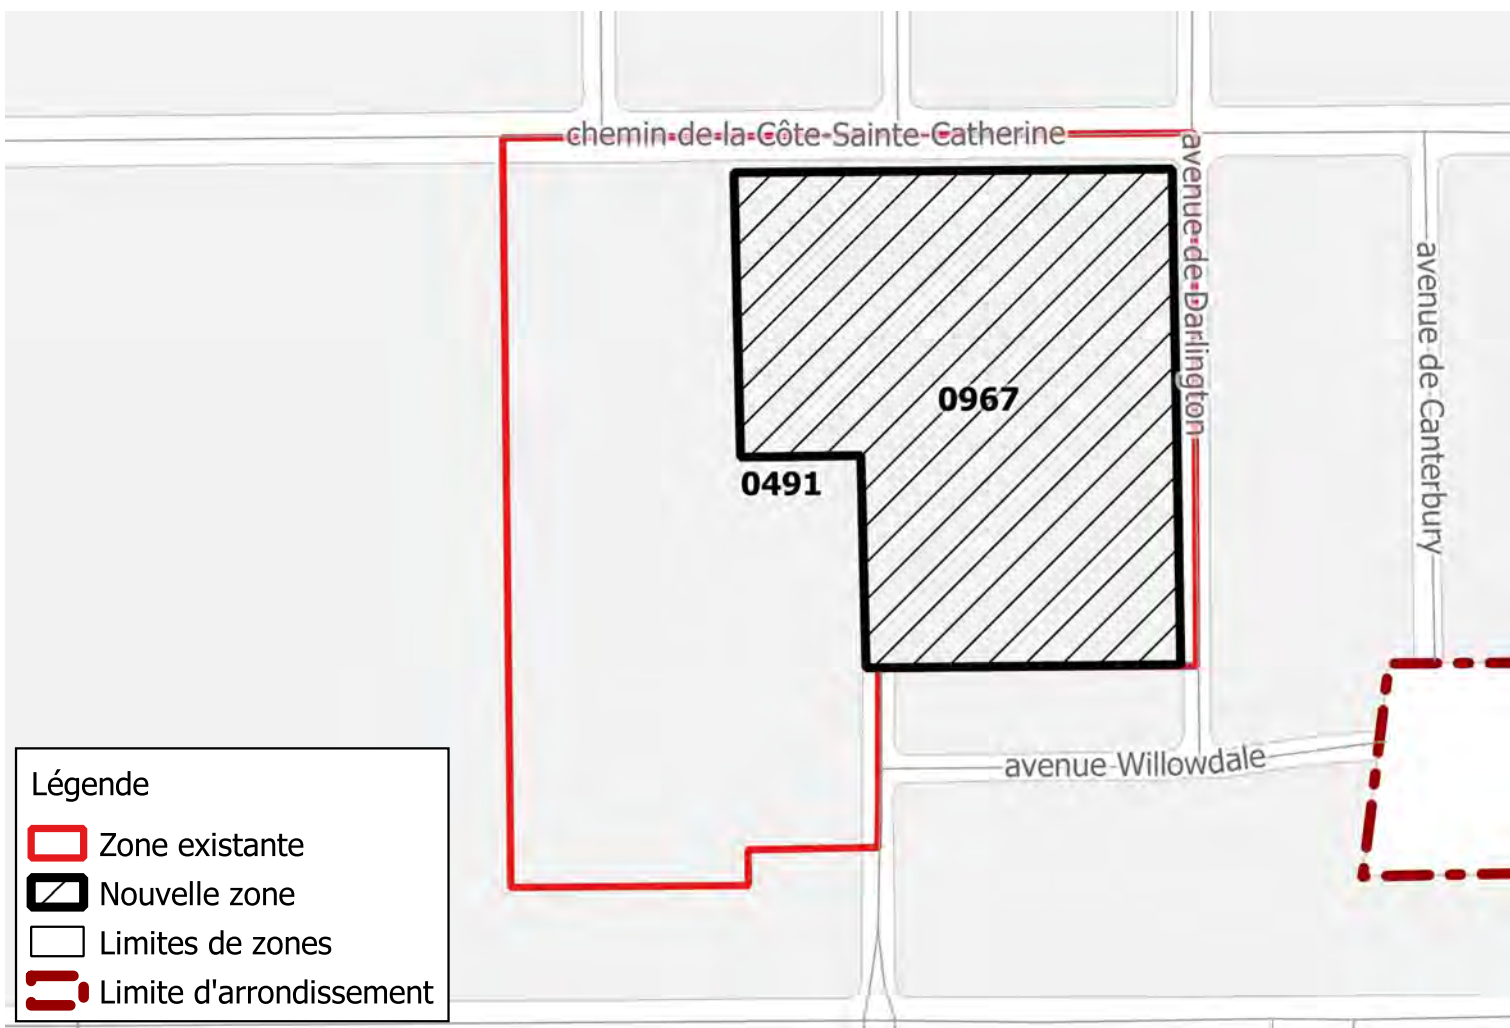 chemin-de-la-Côte-Sainte-Catherine
avenue-de-Darlington
avenue-de-Canterbury
0967
0491
avenue-Willowdale
Légende
Zone existante
Nouvelle zone
Limites de zones
Limite d'arrondissement